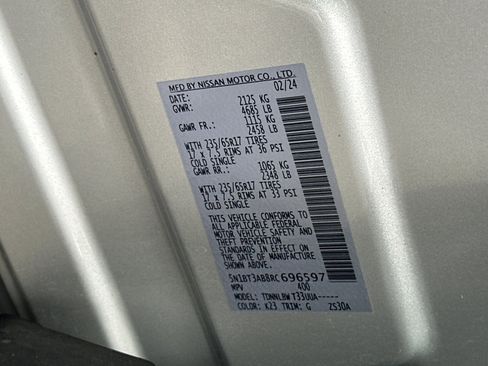 MFD BY NISSAN MOTOR CO., LTD.
DATE: 02/24
GVWR: 2125 KG
4685 LB
GAWR FR.: 1115 KG
2458 LB
WITH 235/65R17 TIRES
17 x 7.5 RIMS AT 36 PSI
COLD SINGLE
GAWR RR.: 1065 KG
2348 LB
WITH 235/65R17 TIRES
17 x 7.5 RIMS AT 33 PSI
COLD SINGLE
THIS VEHICLE CONFORMS TO
ALL APPLICABLE FEDERAL
MOTOR VEHICLE SAFETY AND
THEFT PREVENTION
STANDARDS IN EFFECT ON
THE DATE OF MANUFACTURE
SHOWN ABOVE.
5N1BT3AB8RC696597
MPV 400
MODEL: TDNNLBW T33UUA-----
COLOR: K23 TRIM: G ZS30A